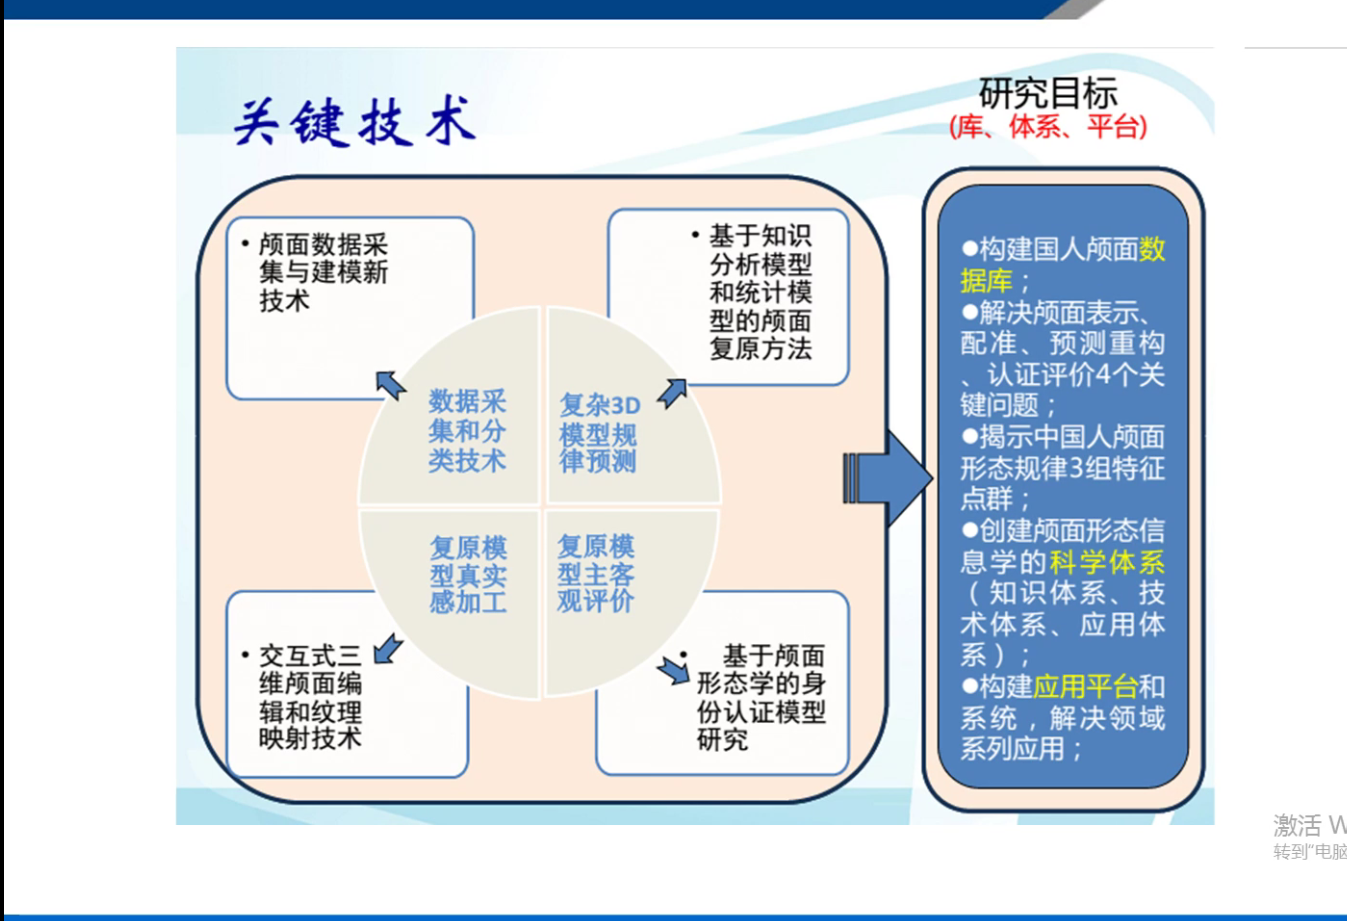 关键技术
研究目标
(库、体系、平台)
• 颅面数据采
集与建模新
技术
• 基于知识
分析模型
和统计模
型的颅面
复原方法
数据采
集和分
类技术
复杂3D
模型规
律预测
复原模
型真实
感加工
复原模
型主客
观评价
• 交互式三
维颅面编
辑和纹理
映射技术
• 基于颅面
形态学的身
份认证模型
研究
●构建国人颅面数
据库；
●解决颅面表示、
配准、预测重构
、认证评价4个关
键问题；
●揭示中国人颅面
形态规律3组特征
点群；
●创建颅面形态信
息学的科学体系
（知识体系、技
术体系、应用体
系）；
●构建应用平台和
系统，解决领域
系列应用；
激活 W
转到"电脑